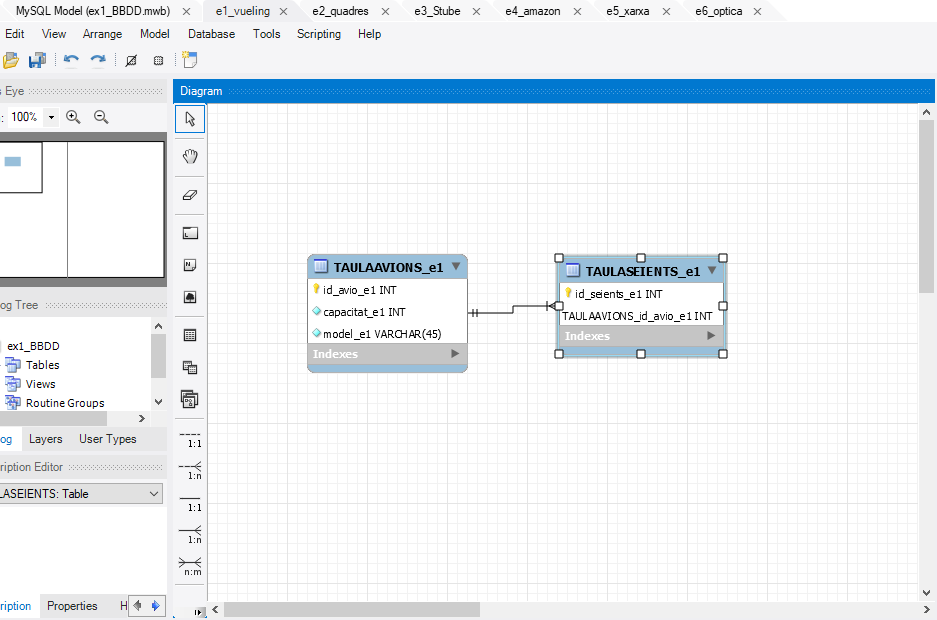 MySQL Model (ex1_BBDD.mwb) e1_vueling e2_quadres e3_Stube e4_amazon e5_xarxa e6_optica
Edit View Arrange Model Database Tools Scripting Help
s Eye
: 100%
Diagram
TAULAAVIONS_e1
id_avio_e1 INT
capacitat_e1 INT
model_e1 VARCHAR(45)
Indexes
TAULASEIENTS_e1
id_seients_e1 INT
TAULAAVIONS_id_avio_e1 INT
Indexes
og Tree
ex1_BBDD
Tables
Views
Routine Groups
og Layers User Types
ription Editor
LASEIENTS: Table
ription Properties H
1:1
1:n
1:1
1:n
n:m